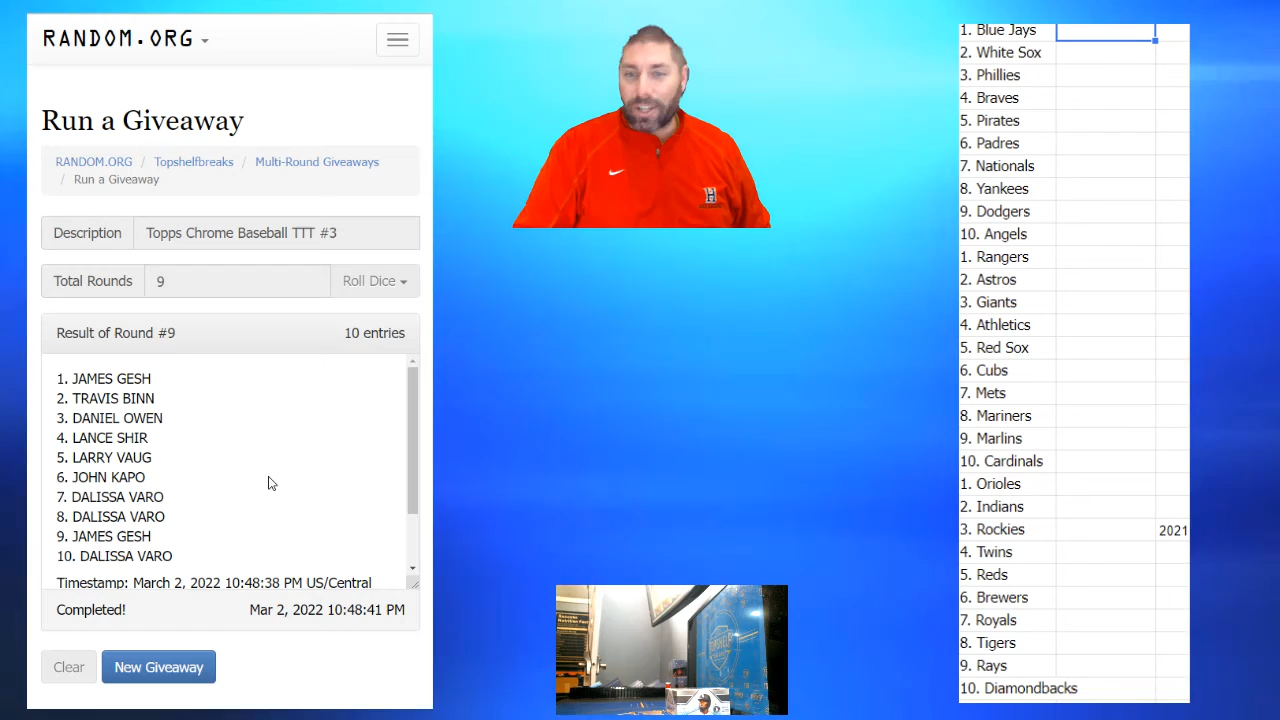 RANDOM.ORG
Run a Giveaway
RANDOM.ORG / Topshelfbreaks / Multi-Round Giveaways
/ Run a Giveaway
Description Topps Chrome Baseball TTT #3
Total Rounds 9 Roll Dice
Result of Round #9 10 entries
1. JAMES GESH
2. TRAVIS BINN
3. DANIEL OWEN
4. LANCE SHIR
5. LARRY VAUG
6. JOHN KAPO
7. DALISSA VARO
8. DALISSA VARO
9. JAMES GESH
10. DALISSA VARO
Timestamp: March 2, 2022 10:48:38 PM US/Central
Completed! Mar 2, 2022 10:48:41 PM
Clear New Giveaway
H
1. Blue Jays
2. White Sox
3. Phillies
4. Braves
5. Pirates
6. Padres
7. Nationals
8. Yankees
9. Dodgers
10. Angels
1. Rangers
2. Astros
3. Giants
4. Athletics
5. Red Sox
6. Cubs
7. Mets
8. Mariners
9. Marlins
10. Cardinals
1. Orioles
2. Indians
3. Rockies 2021
4. Twins
5. Reds
6. Brewers
7. Royals
8. Tigers
9. Rays
10. Diamondbacks